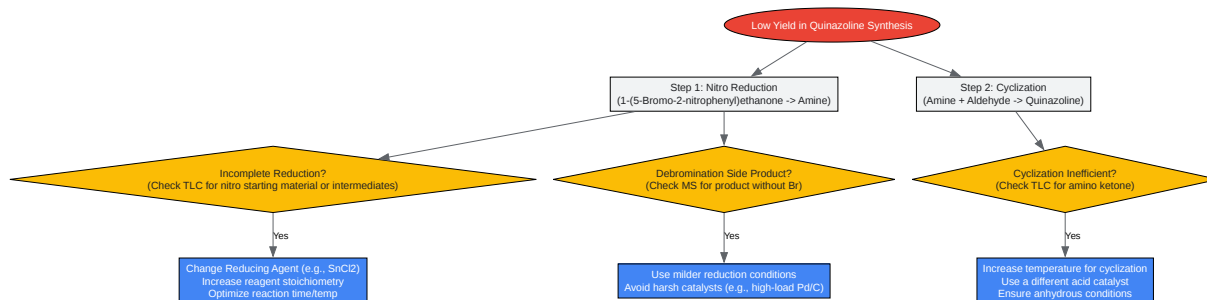 Low Yield in Quinazoline Synthesis
Step 1: Nitro Reduction
(1-(5-Bromo-2-nitrophenyl)ethanone -> Amine)
Step 2: Cyclization
(Amine + Aldehyde -> Quinazoline)
Incomplete Reduction?
(Check TLC for nitro starting material or intermediates)
Debromination Side Product?
(Check MS for product without Br)
Cyclization Inefficient?
(Check TLC for amino ketone)
Yes
Yes
Yes
Change Reducing Agent (e.g., SnCl2)
Increase reagent stoichiometry
Optimize reaction time/temp
Use milder reduction conditions
Avoid harsh catalysts (e.g., high-load Pd/C)
Increase temperature for cyclization
Use a different acid catalyst
Ensure anhydrous conditions